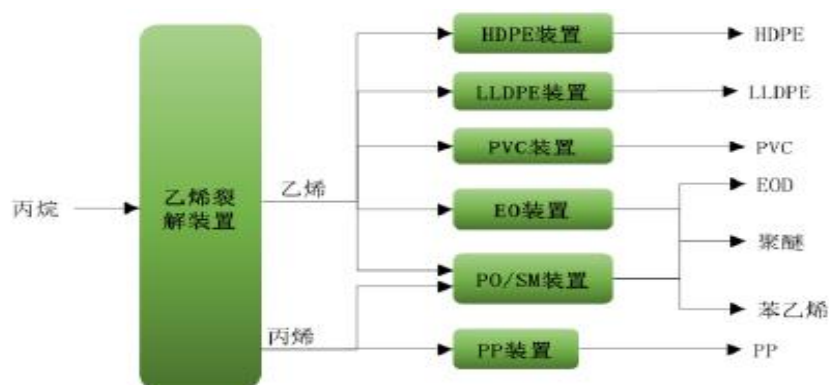 丙烷
乙烯裂
解装置
乙烯
丙烯
HDPE装置
HDPE
LLDPE装置
LLDPE
PVC装置
PVC
EO装置
EOD
PO/SM装置
聚醚
苯乙烯
PP装置
PP